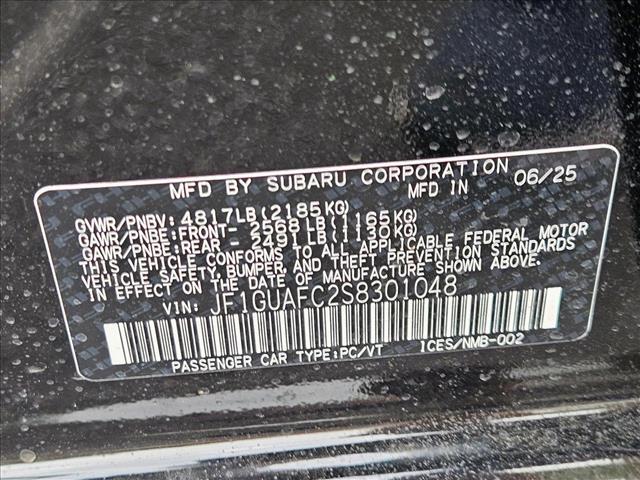 MFD BY SUBARU CORPORATION 06/25
MFD IN
GVWR/PNBV: 4817LB(2185KG)
GAWR/PNBE:FRONT- 2568LB(1165KG)
GAWR/PNBE:REAR - 2491LB(1130KG)
THIS VEHICLE CONFORMS TO ALL APPLICABLE FEDERAL MOTOR
VEHICLE SAFETY, BUMPER, AND THEFT PREVENTION STANDARDS
IN EFFECT ON THE DATE OF MANUFACTURE SHOWN ABOVE.
VIN: JF1GUAFC2S8301048
PASSENGER CAR TYPE:PC/VT ICES/NMB-002